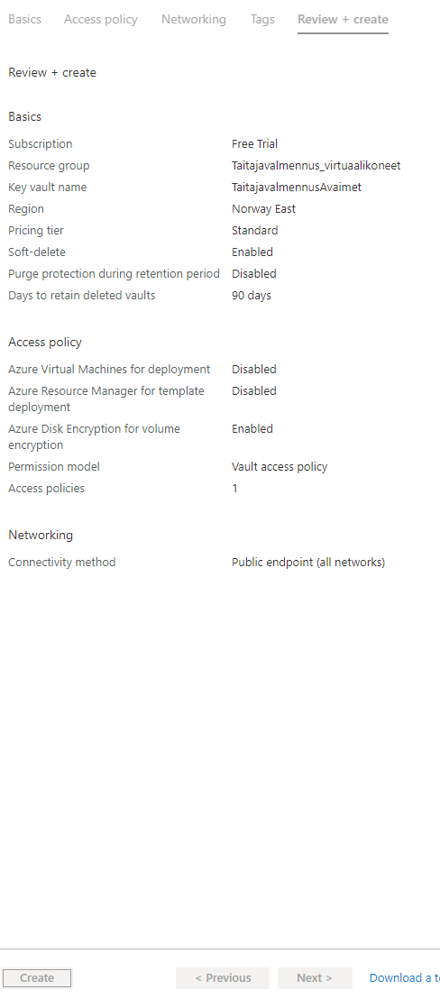 Basics Access policy Networking Tags Review + create
Review + create
Basics
Subscription Free Trial
Resource group Taitajavalmennus_virtuaalikoneet
Key vault name TaitajavalmennusAvaimet
Region Norway East
Pricing tier Standard
Soft-delete Enabled
Purge protection during retention period Disabled
Days to retain deleted vaults 90 days
Access policy
Azure Virtual Machines for deployment Disabled
Azure Resource Manager for template Disabled
deployment
Azure Disk Encryption for volume Enabled
encryption
Permission model Vault access policy
Access policies 1
Networking
Connectivity method Public endpoint (all networks)
Create < Previous Next > Download a